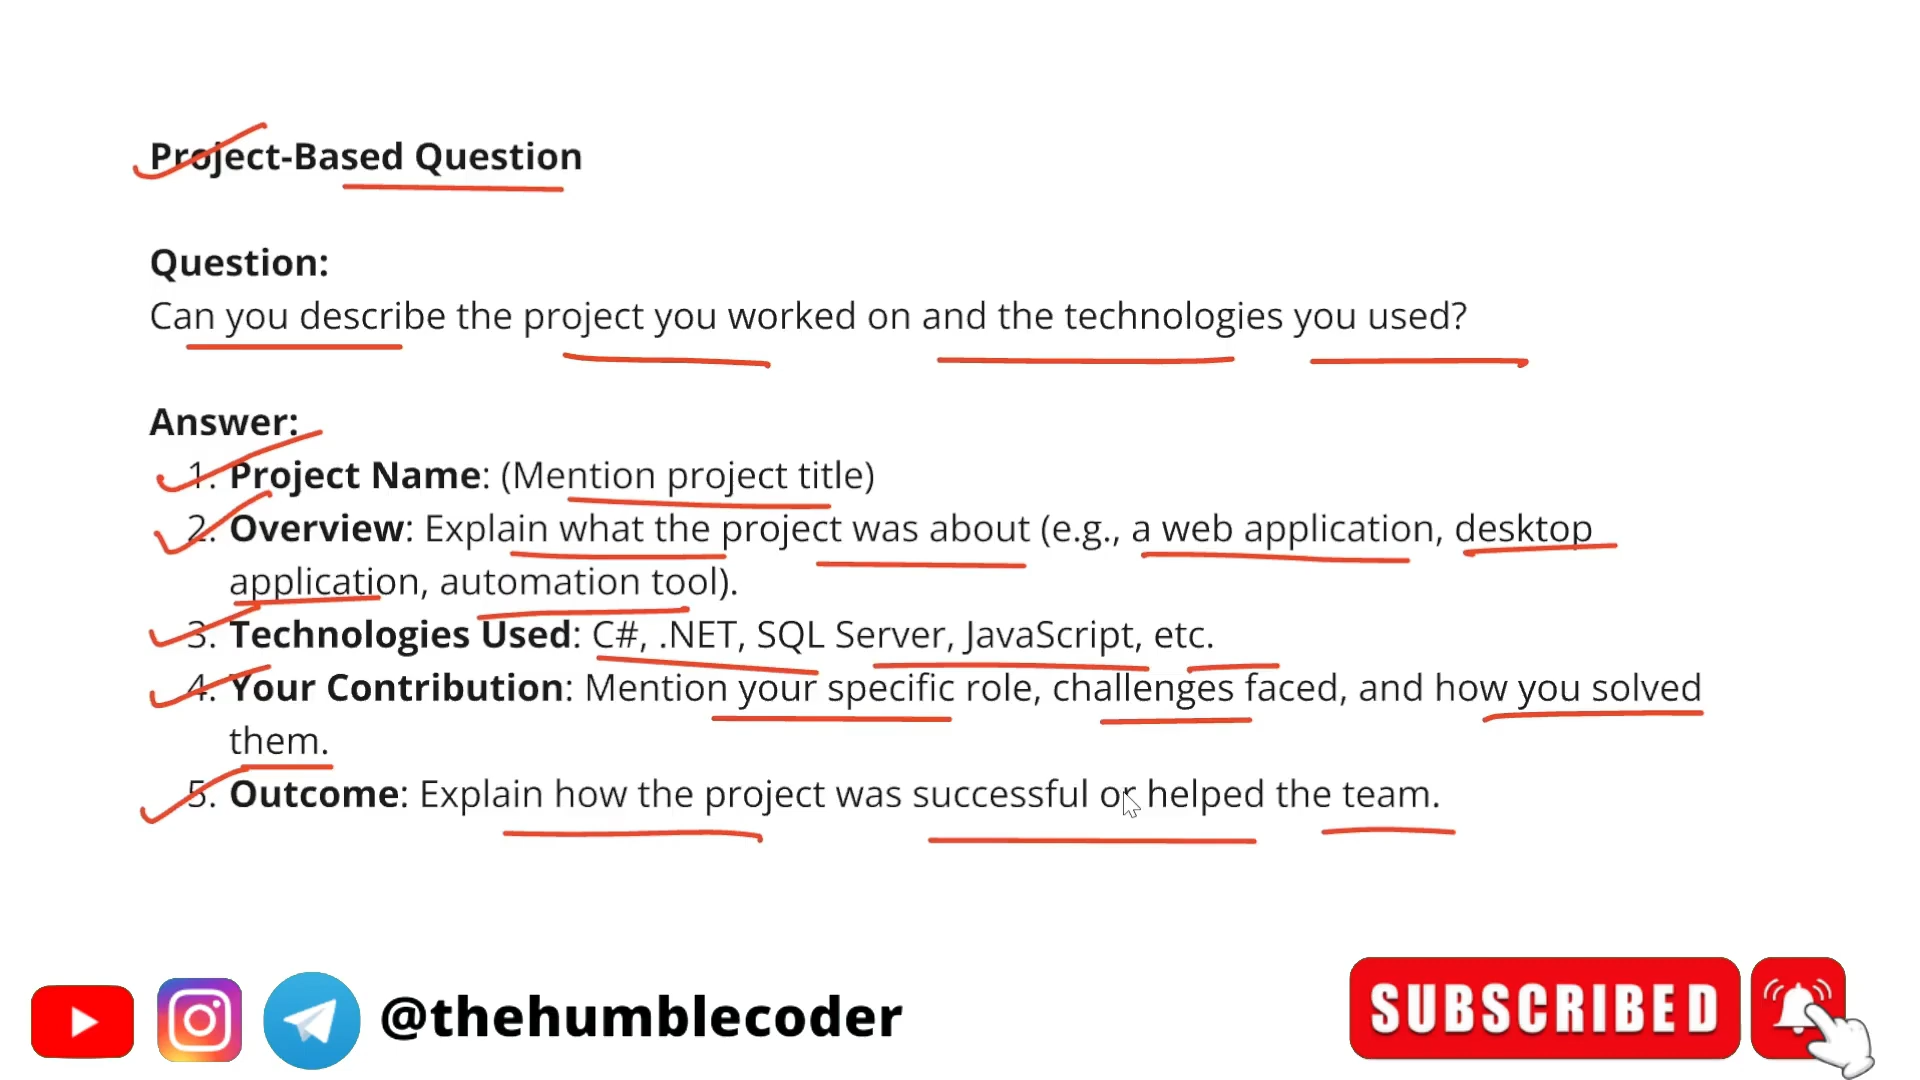 Project-Based Question
Question:
Can you describe the project you worked on and the technologies you used?
Answer:
1. Project Name: (Mention project title)
2. Overview: Explain what the project was about (e.g., a web application, desktop
application, automation tool).
3. Technologies Used: C#, .NET, SQL Server, JavaScript, etc.
4. Your Contribution: Mention your specific role, challenges faced, and how you solved
them.
5. Outcome: Explain how the project was successful or helped the team.
@thehumblecoder
SUBSCRIBED